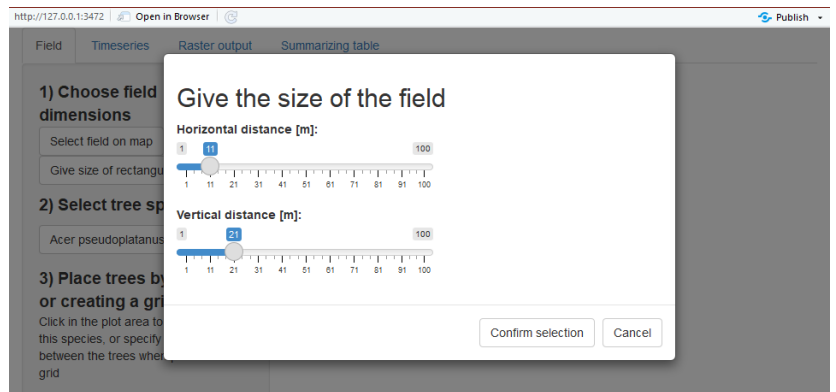 http://127.0.0.1:3472 Open in Browser Publish
Field Timeseries Raster output Summarizing table
1) Choose field
dimensions
Select field on map
Give size of rectangu
2) Select tree sp
Acer pseudoplatanus
3) Place trees by
or creating a gri
Click in the plot area to
this species, or specify
between the trees when
grid
Give the size of the field
Horizontal distance [m]:
1 11 100
1 11 21 31 41 51 61 71 81 91 100
Vertical distance [m]:
1 21 100
1 11 21 31 41 51 61 71 81 91 100
Confirm selection Cancel